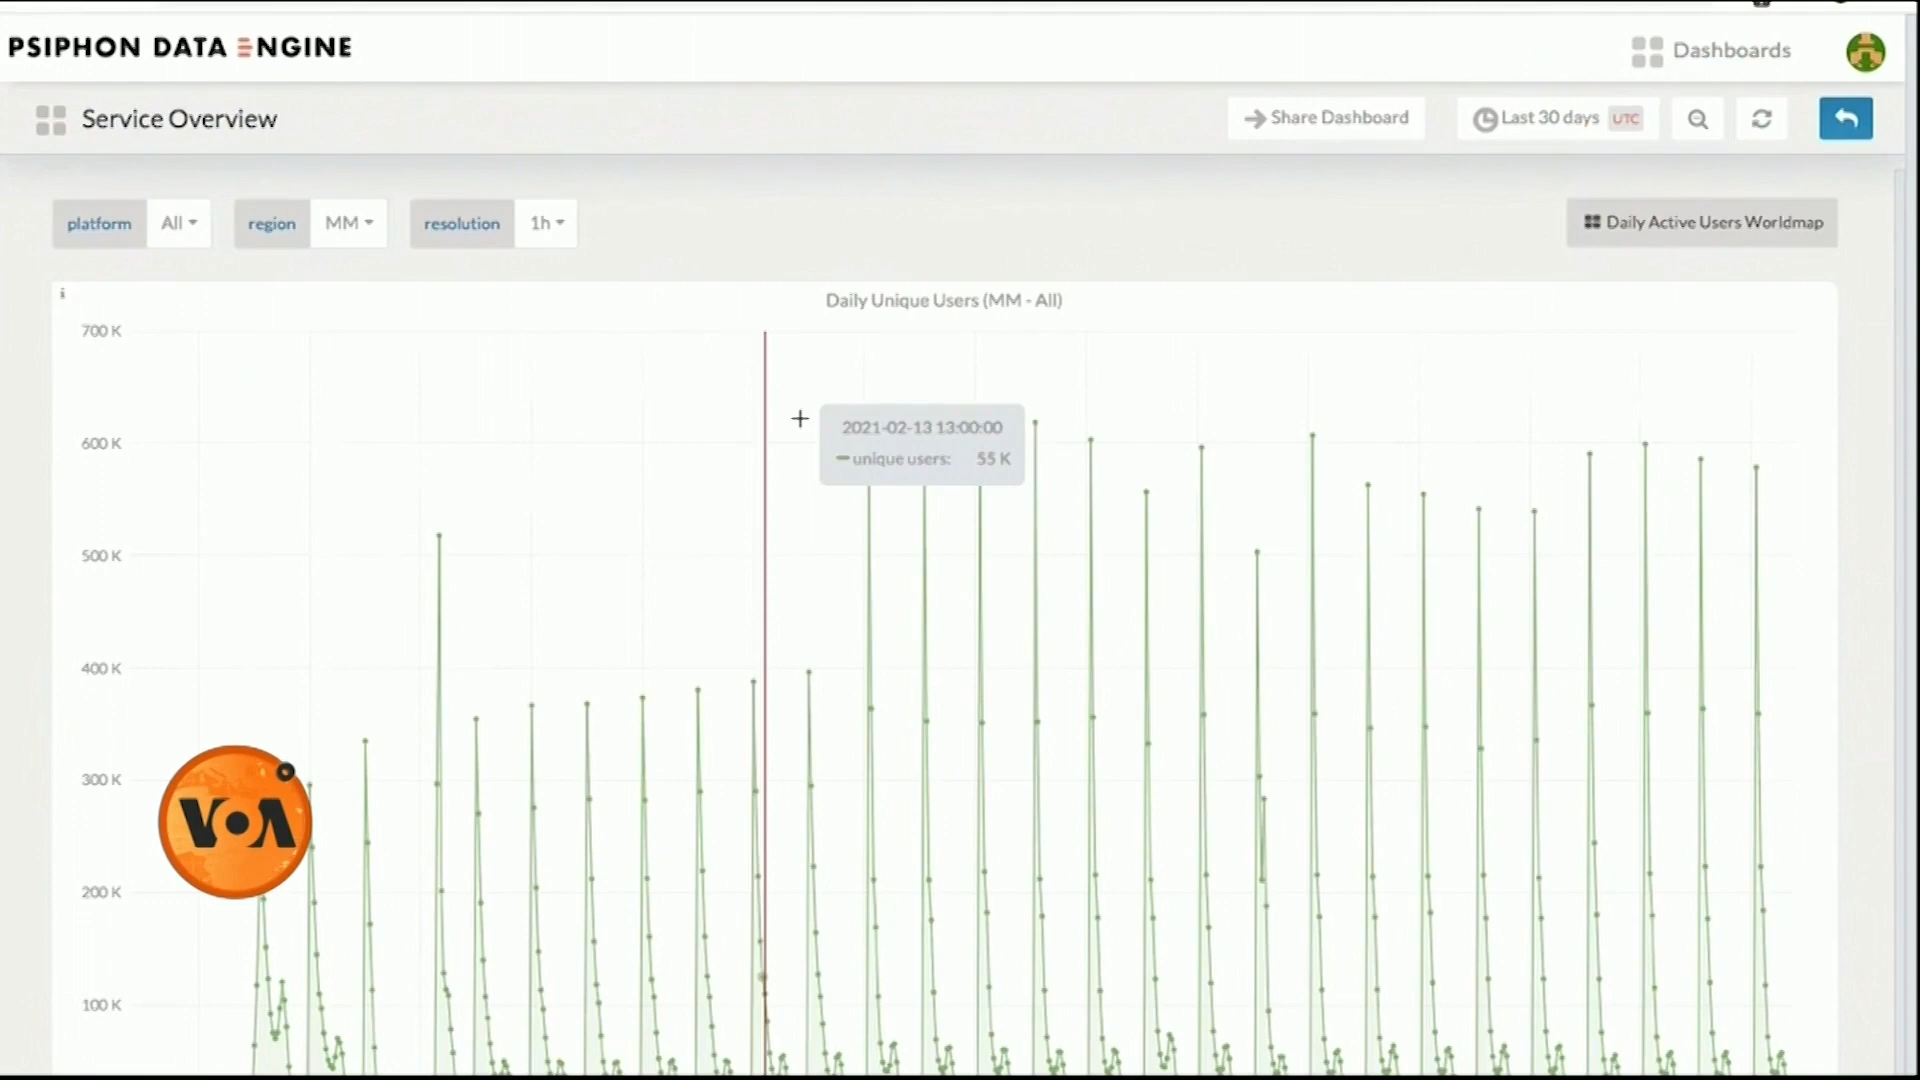 PSIPHON DATA ENGINE
Dashboards
Service Overview
Share Dashboard
Last 30 days UTC
platform All
region MM
resolution 1h
Daily Active Users Worldmap
i
Daily Unique Users (MM - All)
700 K
600 K
500 K
400 K
300 K
200 K
100 K
2021-02-13 13:00:00
unique users: 55 K
VOA